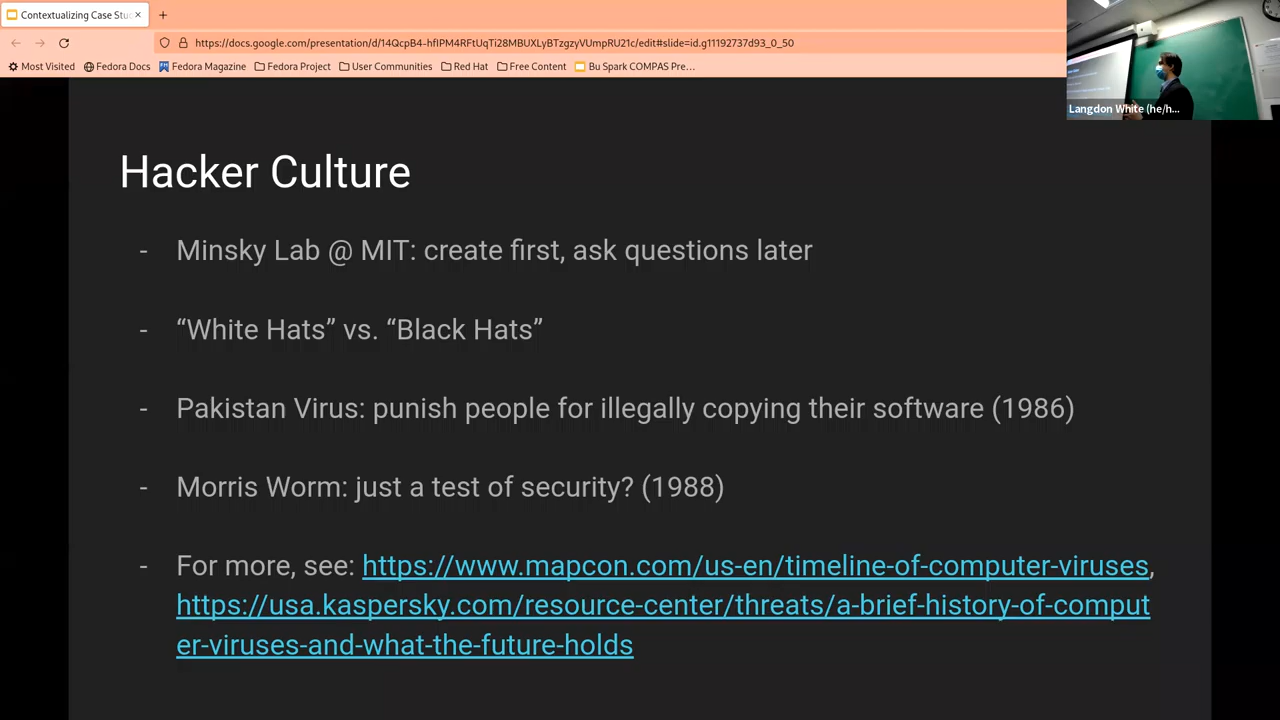 Contextualizing Case Stu
https://docs.google.com/presentation/d/14QcpB4-hfIPM4RFtUqTi28MBUXLyBTzgzyVUmpRU21c/edit#slide=id.g11192737d93_0_50
Most Visited Fedora Docs Fedora Magazine Fedora Project User Communities Red Hat Free Content Bu Spark COMPAS Pre…
Langdon White (he/h...
Hacker Culture
- Minsky Lab @ MIT: create first, ask questions later
- “White Hats” vs. “Black Hats”
- Pakistan Virus: punish people for illegally copying their software (1986)
- Morris Worm: just a test of security? (1988)
- For more, see: https://www.mapcon.com/us-en/timeline-of-computer-viruses,
https://usa.kaspersky.com/resource-center/threats/a-brief-history-of-comput
er-viruses-and-what-the-future-holds